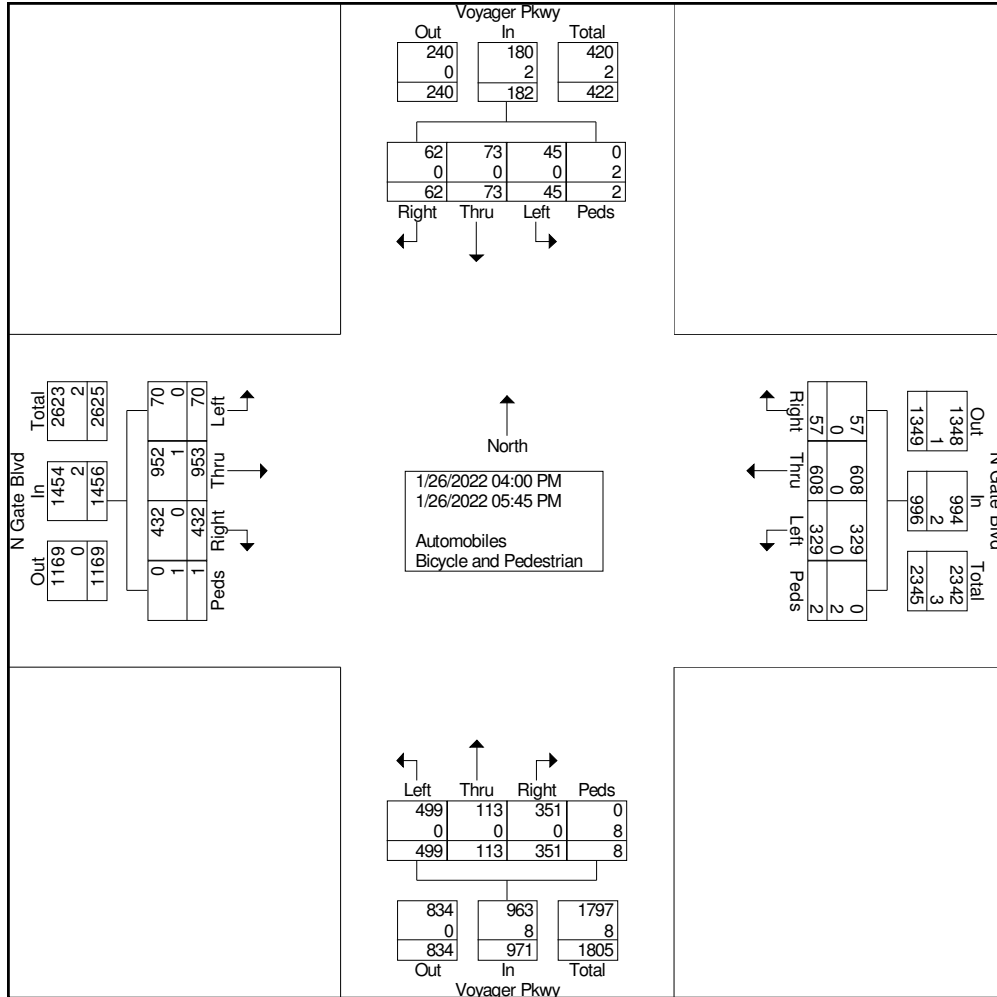 Voyager Pkwy
Out In Total
240 180 420
0 2 2
240 182 422
62 73 45 0
0 0 0 2
62 73 45 2
Right Thru Left Peds
N Gate Blvd
Total In Out
2623 1454 1169
2 2 0
2625 1456 1169
70 952 432 0
0 1 0 1
70 953 432 1
Left Thru Right Peds
North
1/26/2022 04:00 PM
1/26/2022 05:45 PM
Automobiles
Bicycle and Pedestrian
N Gate Blvd
Out In Total
1348 994 2342
1 2 3
1349 996 2345
57 608 329 0
0 0 0 2
57 608 329 2
Right Thru Left Peds
Left Thru Right Peds
499 113 351 0
0 0 0 8
499 113 351 8
834 963 1797
0 8 8
834 971 1805
Out In Total
Voyager Pkwy